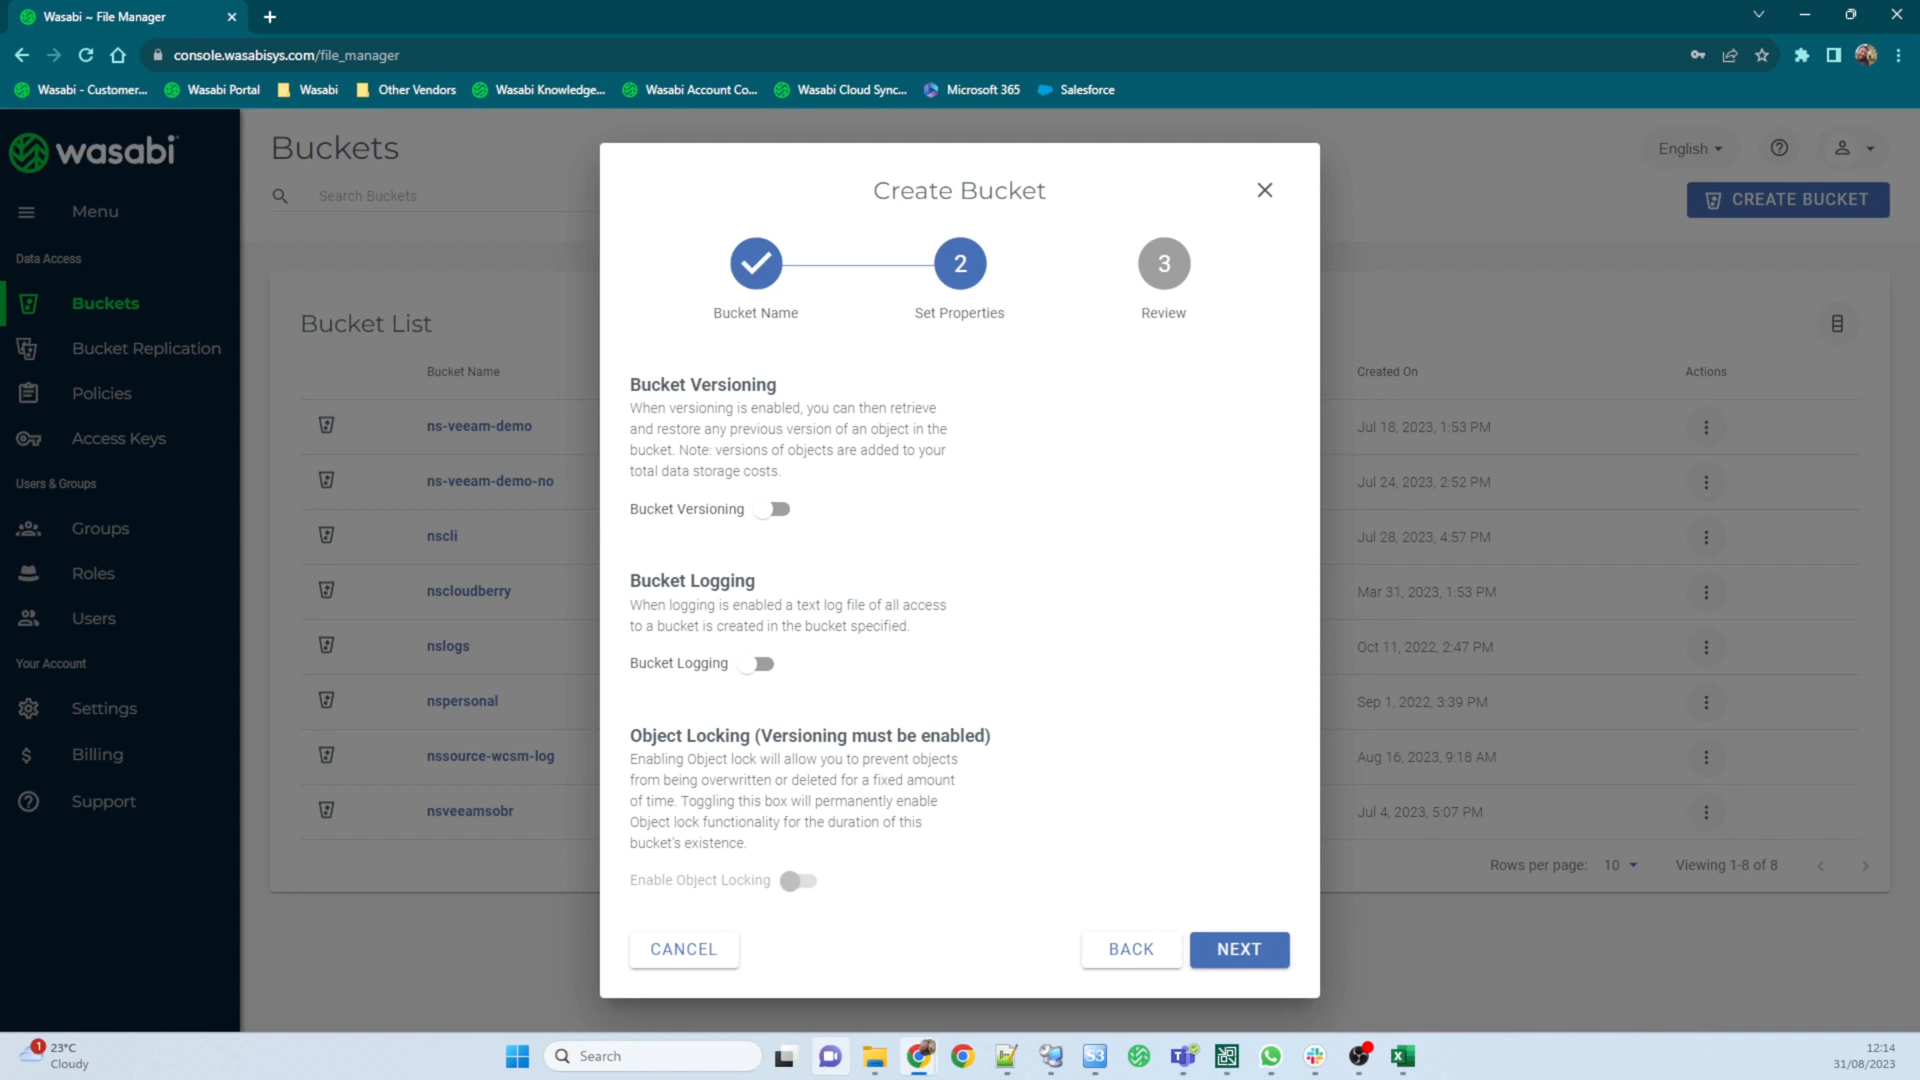 Wasabi ~ File Manager
console.wasabisys.com/file_manager
Wasabi - Customer...
Wasabi Portal
Wasabi
Other Vendors
Wasabi Knowledge...
Wasabi Account Co...
Wasabi Cloud Sync...
Microsoft 365
Salesforce
wasabi
Menu
Data Access
Buckets
Bucket Replication
Policies
Access Keys
Users & Groups
Groups
Roles
Users
Your Account
Settings
Billing
Support
Buckets
Search Buckets
English
CREATE BUCKET
Bucket List
Bucket Name
Created On
Actions
ns-veeam-demo
Jul 18, 2023, 1:53 PM
ns-veeam-demo-no
Jul 24, 2023, 2:52 PM
nscli
Jul 28, 2023, 4:57 PM
nscloudberry
Mar 31, 2023, 1:53 PM
nslogs
Oct 11, 2022, 2:47 PM
nspersonal
Sep 1, 2022, 3:39 PM
nssource-wcsm-log
Aug 16, 2023, 9:18 AM
nsveeamsobr
Jul 4, 2023, 5:07 PM
Rows per page: 10
Viewing 1-8 of 8
Create Bucket
2
3
Bucket Name
Set Properties
Review
Bucket Versioning
When versioning is enabled, you can then retrieve
and restore any previous version of an object in the
bucket. Note: versions of objects are added to your
total data storage costs.
Bucket Versioning
Bucket Logging
When logging is enabled a text log file of all access
to a bucket is created in the bucket specified.
Bucket Logging
Object Locking (Versioning must be enabled)
Enabling Object lock will allow you to prevent objects
from being overwritten or deleted for a fixed amount
of time. Toggling this box will permanently enable
Object lock functionality for the duration of this
bucket's existence.
Enable Object Locking
CANCEL
BACK
NEXT
1
23°C
Cloudy
Search
S3
12:14
31/08/2023